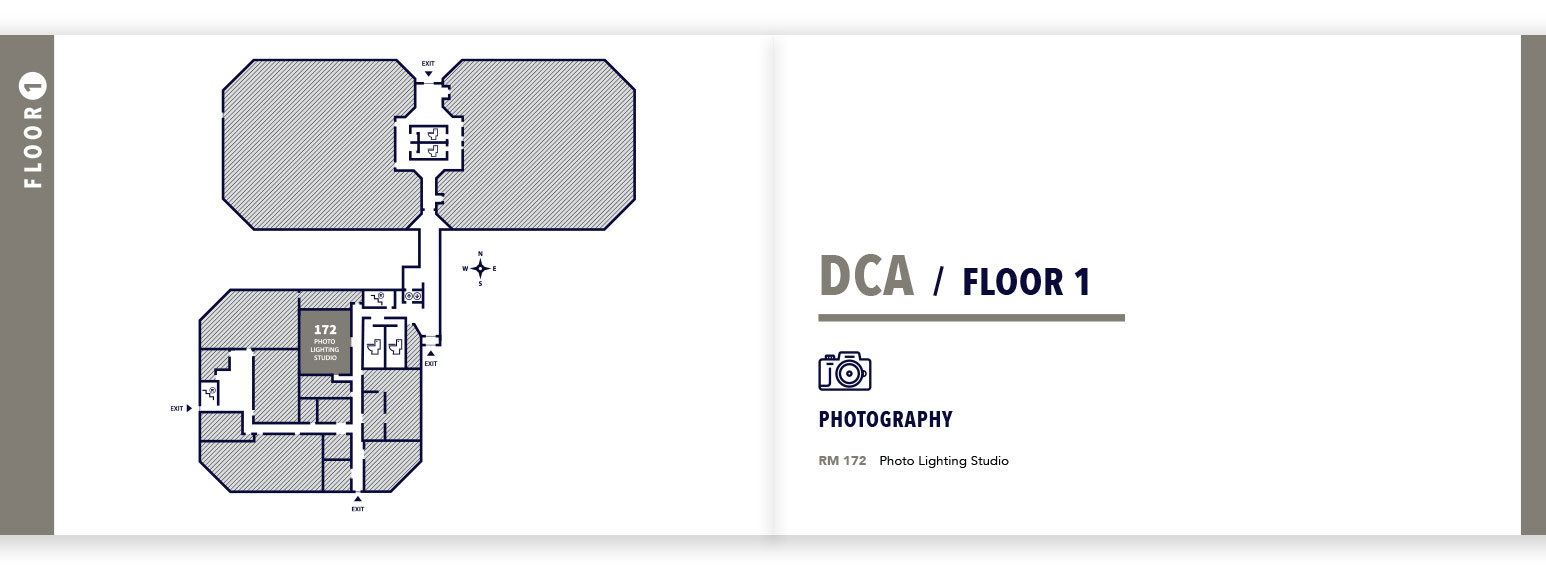 FLOOR 1
EXIT
N
W E
S
172
PHOTO
LIGHTING
STUDIO
EXIT
EXIT
EXIT
DCA / FLOOR 1
PHOTOGRAPHY
RM 172 Photo Lighting Studio